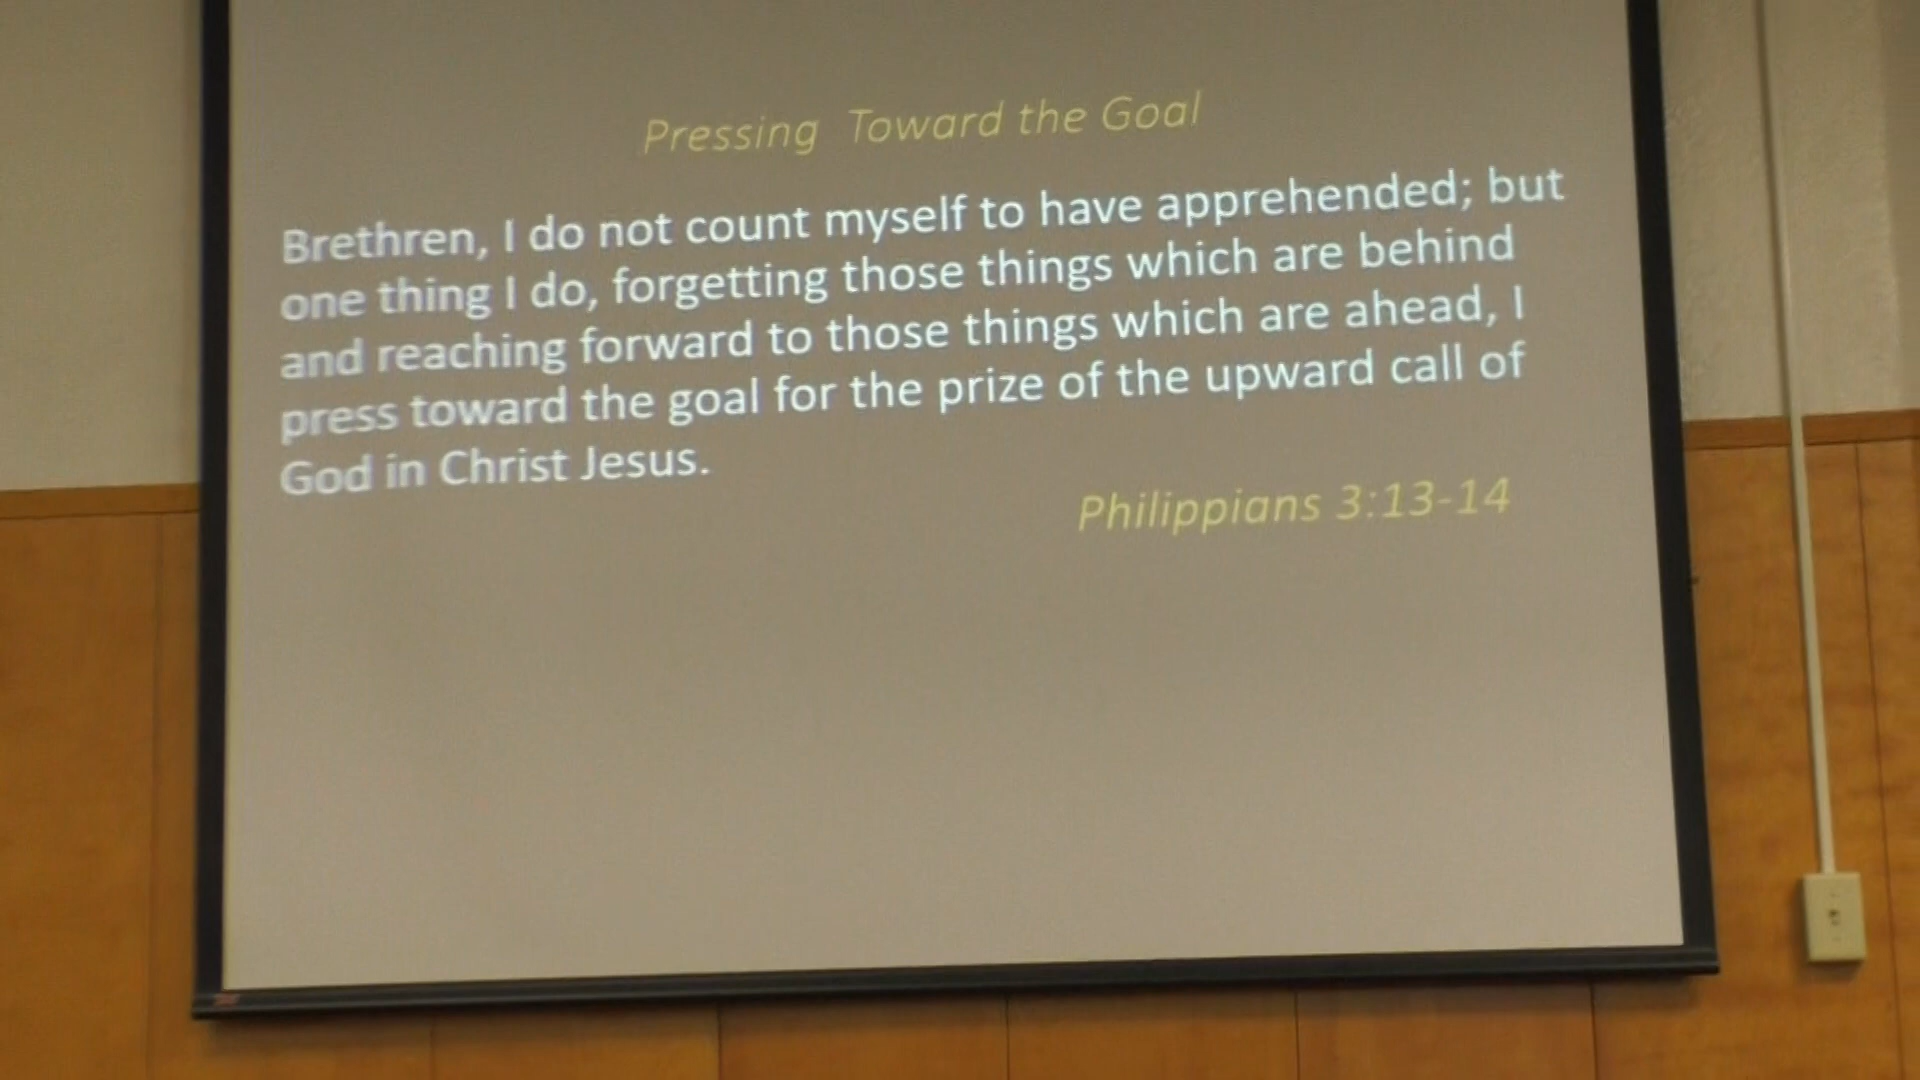 Pressing Toward the Goal
Brethren, I do not count myself to have apprehended; but
one thing I do, forgetting those things which are behind
and reaching forward to those things which are ahead, I
press toward the goal for the prize of the upward call of
God in Christ Jesus.
Philippians 3:13-14